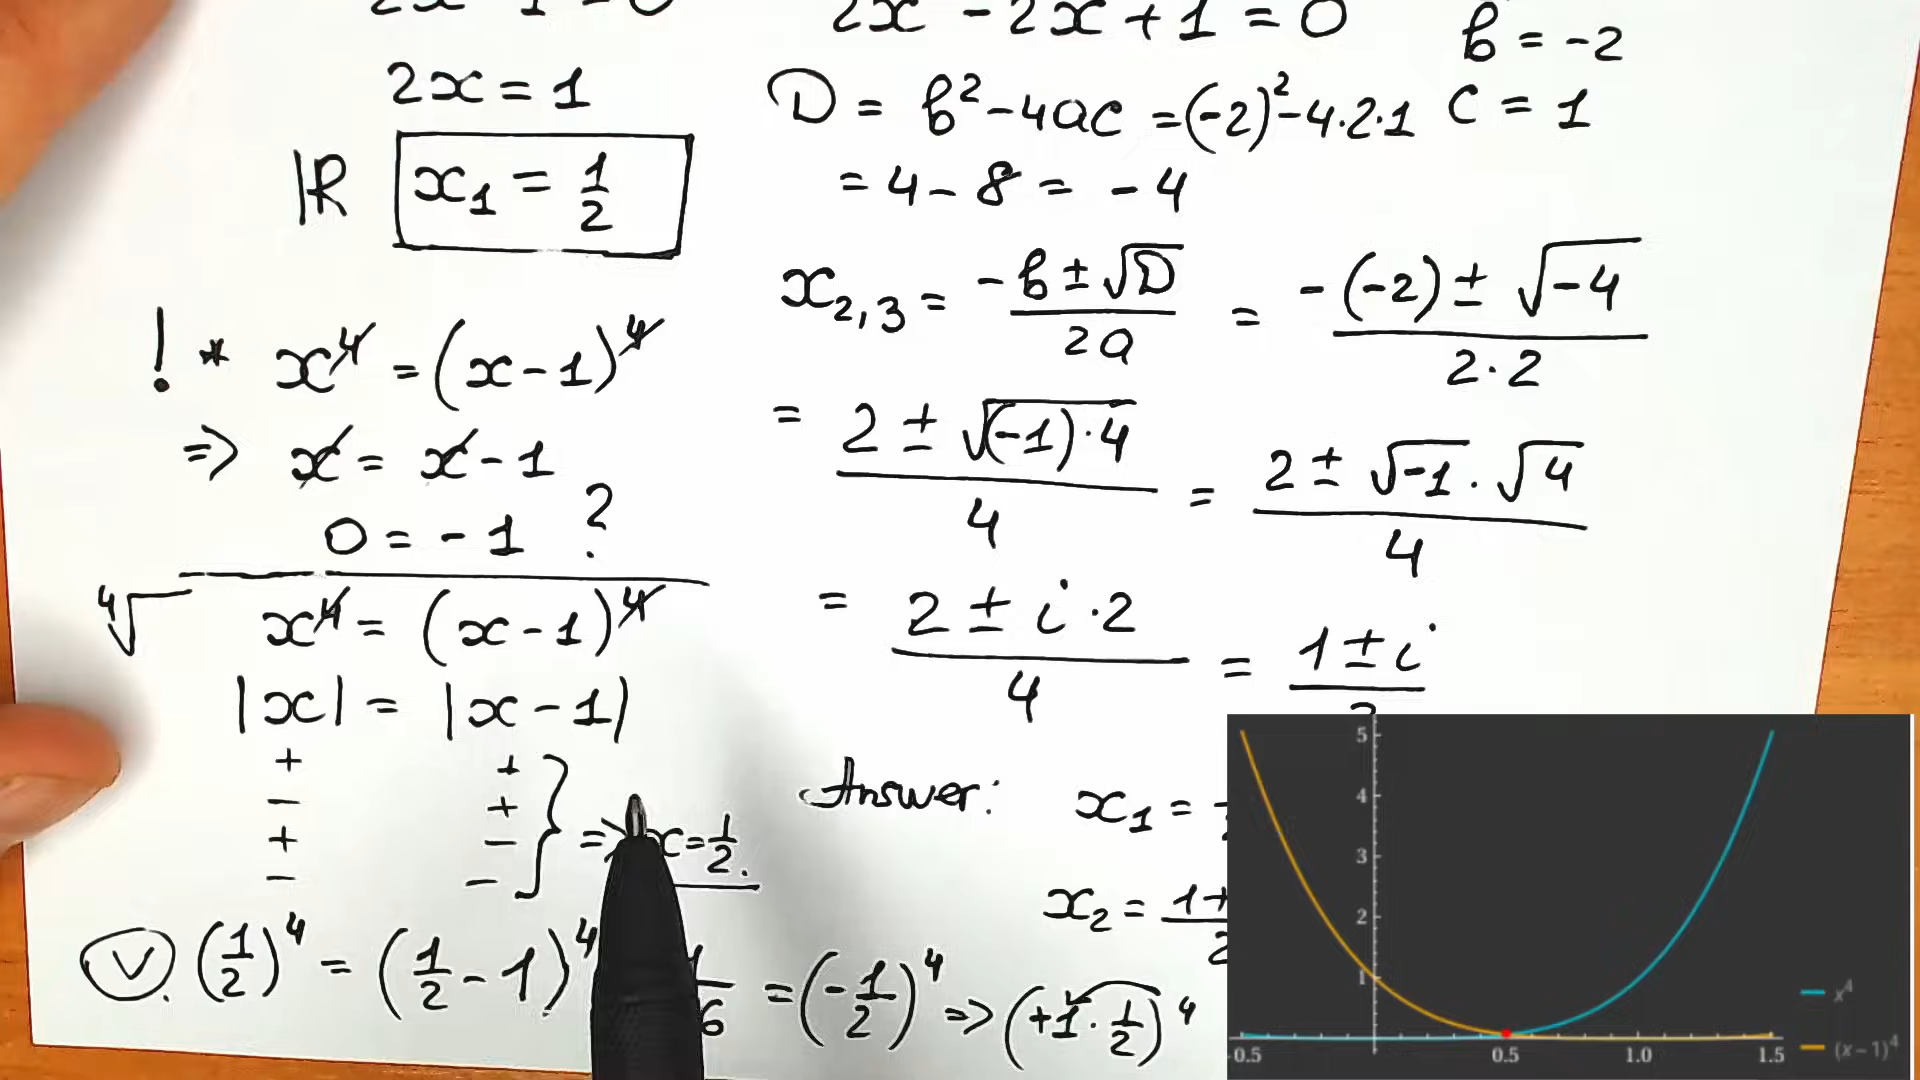 2x = 1
ℝ x₁ = 1/2
! * x⁴ = (x-1)⁴
=> x = x - 1
0 = -1 ?
⁴√ x⁴ = (x-1)⁴
|x| = |x-1|
+ +
- +
+ -
- -
} => x = 1/2.
V. (1/2)⁴ = (1/2 - 1)⁴
= (-1/2)⁴ => (+1·1/2)⁴
2x - 2x + 1 = 0
b = -2
D = b² - 4ac = (-2)² - 4·2·1
c = 1
= 4 - 8 = -4
x₂,₃ = (-b ± √D)/(2a) = (-(-2) ± √-4)/(2·2)
= (2 ± √(-1)·4)/4 = (2 ± √-1 · √4)/4
= (2 ± i·2)/4 = (1 ± i)/
Answer: x₁ =
x₂ = 1+
5
4
3
2
1
-0.5 0.5 1.0 1.5
x⁴
(x-1)⁴